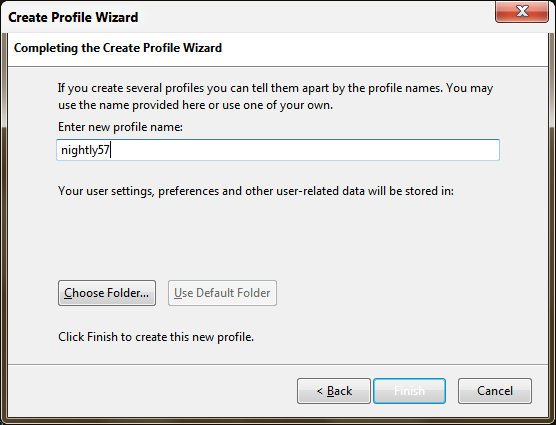 Create Profile Wizard
Completing the Create Profile Wizard
If you create several profiles you can tell them apart by the profile names. You may
use the name provided here or use one of your own.
Enter new profile name:
nightly57
Your user settings, preferences and other user-related data will be stored in:
Choose Folder... Use Default Folder
Click Finish to create this new profile.
< Back Finish Cancel